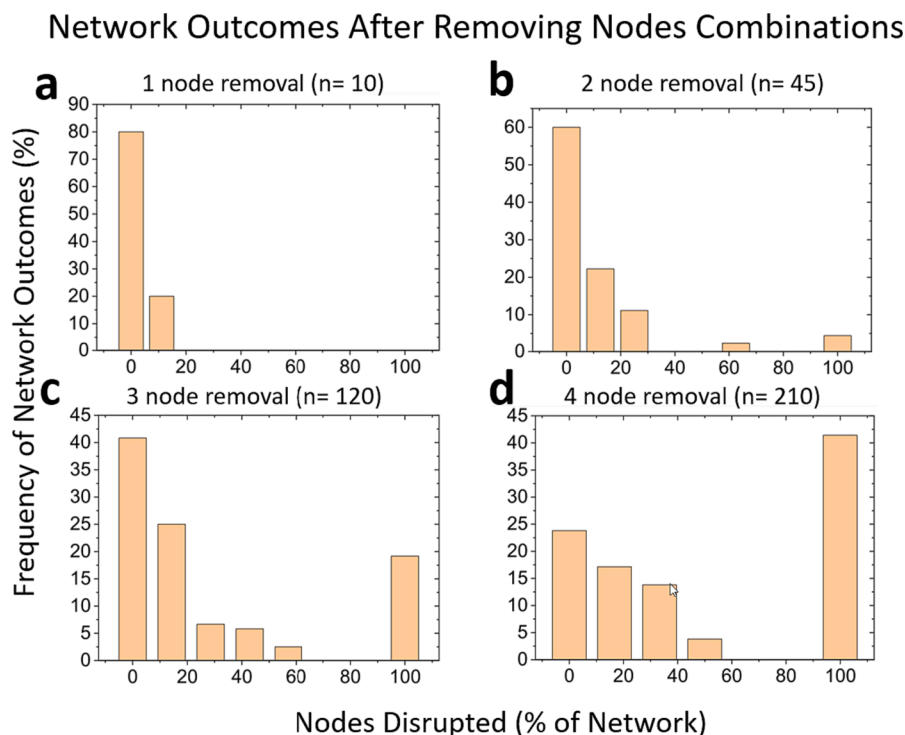 Network Outcomes After Removing Nodes Combinations
a
1 node removal (n= 10)
90
80
70
60
50
40
30
20
10
0
0 20 40 60 80 100
b
2 node removal (n= 45)
60
50
40
30
20
10
0
0 20 40 60 80 100
c
3 node removal (n= 120)
45
40
35
30
25
20
15
10
5
0
0 20 40 60 80 100
d
4 node removal (n= 210)
45
40
35
30
25
20
15
10
5
0
0 20 40 60 80 100
Frequency of Network Outcomes (%)
Nodes Disrupted (% of Network)